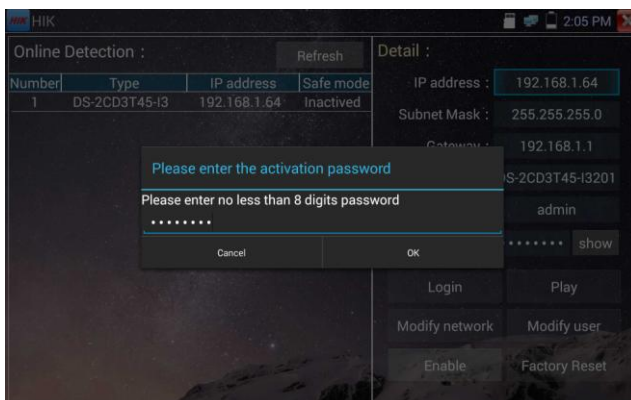 HIK HIK 2:05 PM
Online Detection :
Refresh
Number Type IP address Safe mode
1 DS-2CD3T45-I3 192.168.1.64 Inactived
Detail :
IP address : 192.168.1.64
Subnet Mask : 255.255.255.0
Gateway : 192.168.1.1
DS-2CD3T45-I3201
admin
show
Login Play
Modify network Modify user
Enable Factory Reset
Please enter the activation password
Please enter no less than 8 digits password
Cancel OK